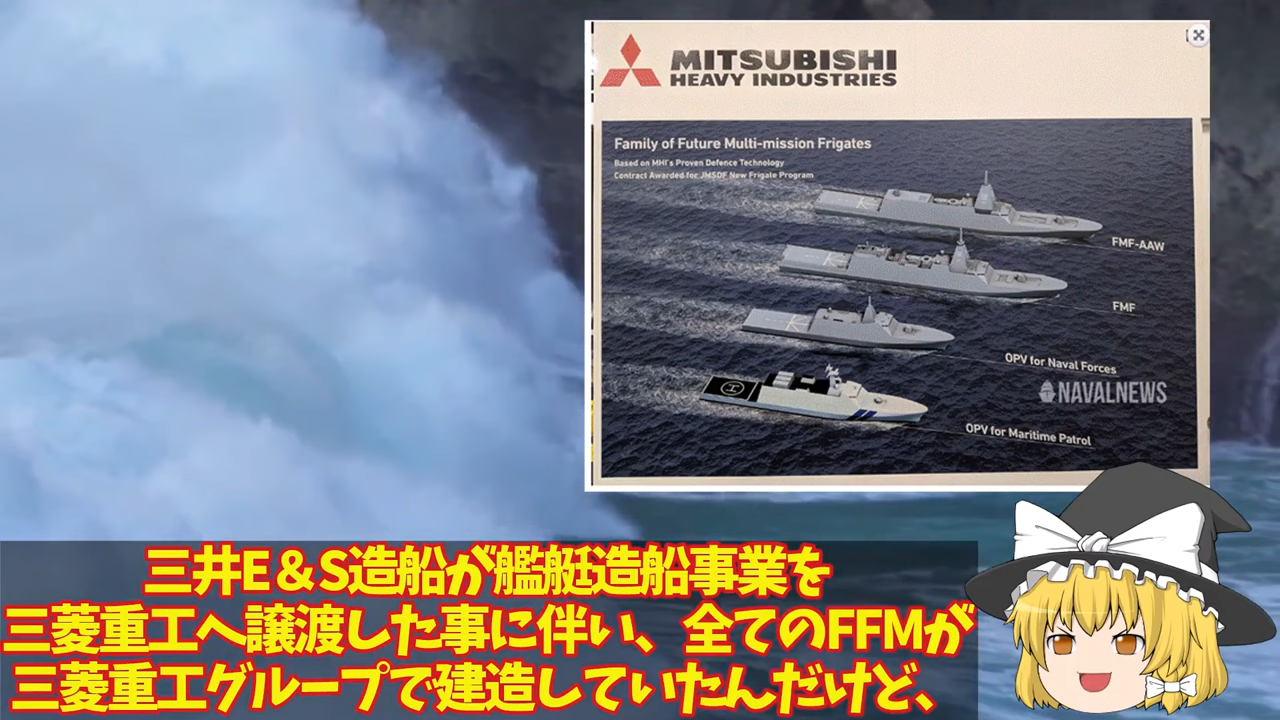 MITSUBISHI
HEAVY INDUSTRIES
Family of Future Multi-mission Frigates
Based on MHI's Proven Defence Technology
Contract Awarded for JMSDF New Frigate Program
FMF-AAW
FMF
OPV for Naval Forces
NAVALNEWS
OPV for Maritime Patrol
三井E&S造船が艦艇造船事業を
三菱重工へ譲渡した事に伴い、全てのFFMが
三菱重工グループで建造していたんだけど、